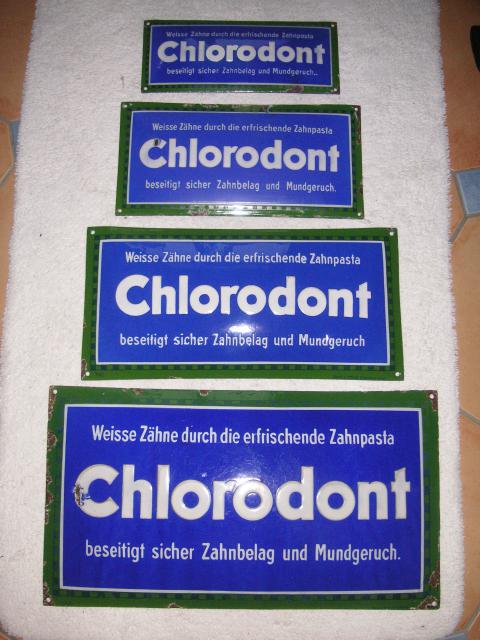 Weisse Zähne durch die erfrischende Zahnpasta
Chlorodont
beseitigt sicher Zahnbelag und Mundgeruch..
Weisse Zähne durch die erfrischende Zahnpasta
Chlorodont
beseitigt sicher Zahnbelag und Mundgeruch.
Weisse Zähne durch die erfrischende Zahnpasta
Chlorodont
beseitigt sicher Zahnbelag und Mundgeruch
Weisse Zähne durch die erfrischende Zahnpasta
Chlorodont
beseitigt sicher Zahnbelag und Mundgeruch.